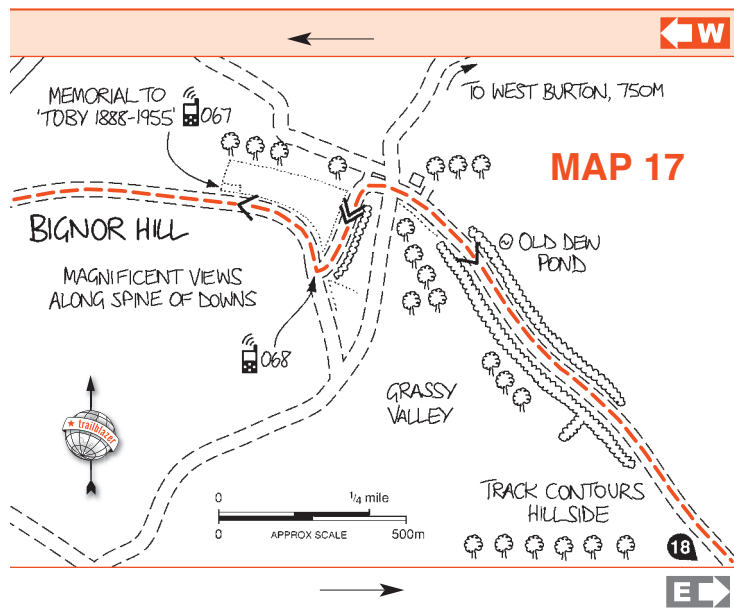 W
MEMORIAL TO
'TOBY 1888-1955'
067
TO WEST BURTON, 750M
MAP 17
BIGNOR HILL
OLD DEW
POND
MAGNIFICENT VIEWS
ALONG SPINE OF DOWNS
068
GRASSY
VALLEY
★ trailblazer
TRACK CONTOURS
HILLSIDE
0 1/4 mile
0 APPROX SCALE 500m
18
E